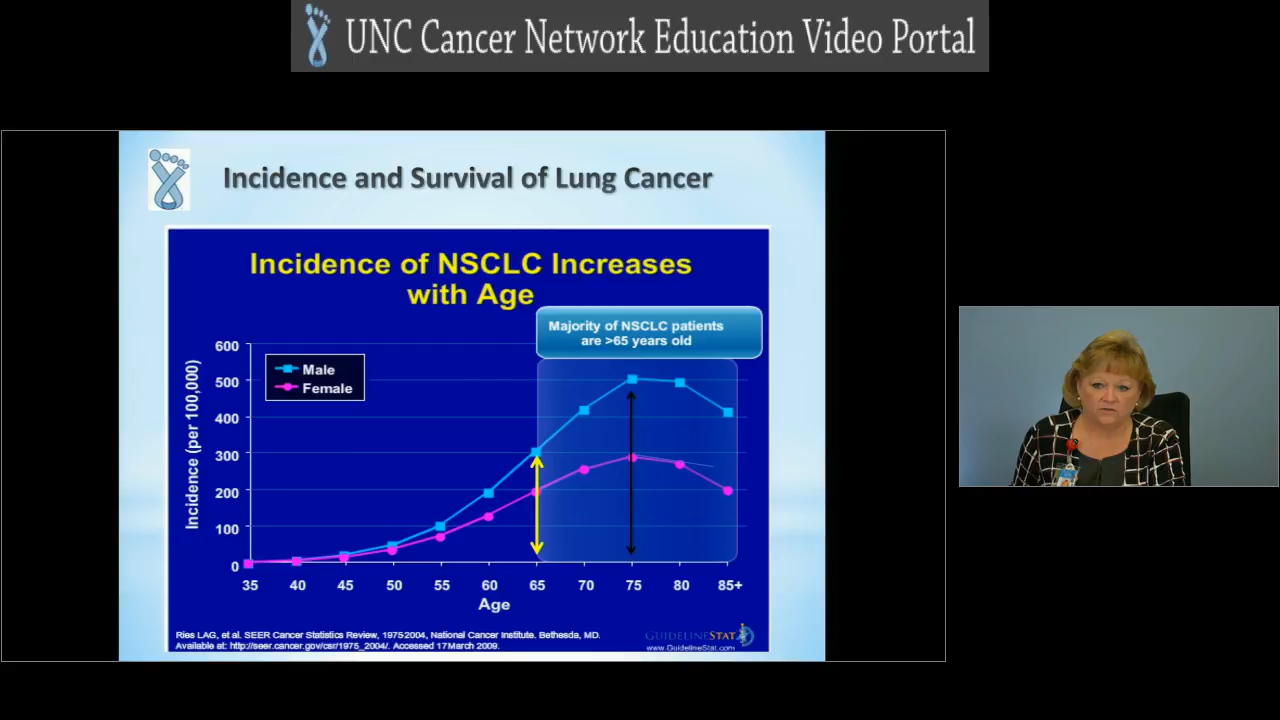 UNC Cancer Network Education Video Portal
Incidence and Survival of Lung Cancer
Incidence of NSCLC Increases
with Age
Majority of NSCLC patients
are >65 years old
Male
Female
Incidence (per 100,000)
600
500
400
300
200
100
0
35 40 45 50 55 60 65 70 75 80 85+
Age
Ries LAG, et al. SEER Cancer Statistics Review, 1975-2004, National Cancer Institute. Bethesda, MD.
Available at: http://seer.cancer.gov/csr/1975_2004/. Accessed 17 March 2009.
GUIDELINESTAT
www.GuidelineStat.com